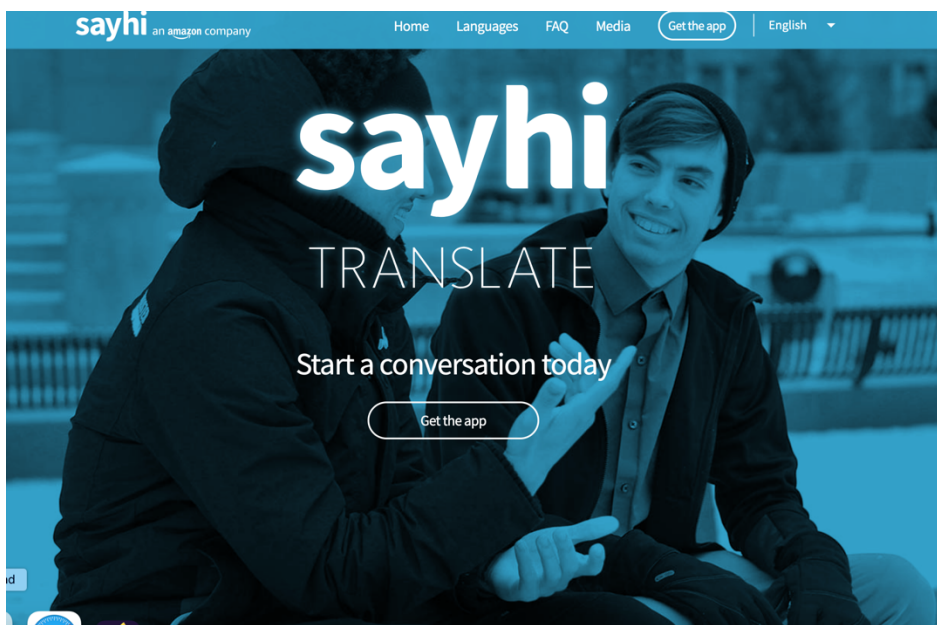 sayhi an amazon company
Home Languages FAQ Media Get the app English
sayhi
TRANSLATE
Start a conversation today
Get the app